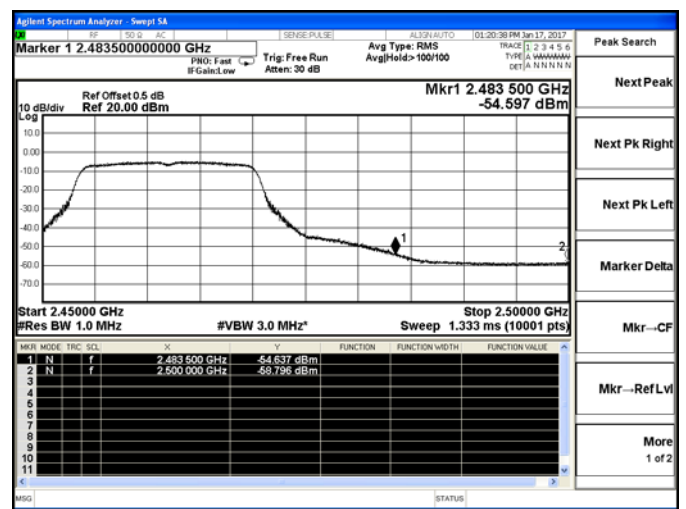 Agilent Spectrum Analyzer - Swept SA
RF 50 Ω AC SENSE:PULSE ALIGN AUTO 01:20:38 PM Jan 17, 2017
Marker 1 2.483500000000 GHz
PNO: Fast
IFGain:Low
Trig: Free Run
Atten: 30 dB
Avg Type: RMS
Avg|Hold>100/100
TRACE 1 2 3 4 5 6
TYPE A WWWWW
DET A N N N N N
Peak Search
Mkr1 2.483 500 GHz
-54.597 dBm
Ref Offset 0.5 dB
10 dB/div Ref 20.00 dBm
Log
10.0
0.00
-10.0
-20.0
-30.0
-40.0
-50.0
-60.0
-70.0
1
2
Start 2.45000 GHz Stop 2.50000 GHz
#Res BW 1.0 MHz #VBW 3.0 MHz* Sweep 1.333 ms (10001 pts)
MKR MODE TRC SCL X Y FUNCTION FUNCTION WIDTH FUNCTION VALUE
1 N f 2.483 500 GHz -54.637 dBm
2 N f 2.500 000 GHz -58.796 dBm
3
4
5
6
7
8
9
10
11
MSG STATUS
Next Peak
Next Pk Right
Next Pk Left
Marker Delta
Mkr→CF
Mkr→Ref Lvl
More
1 of 2